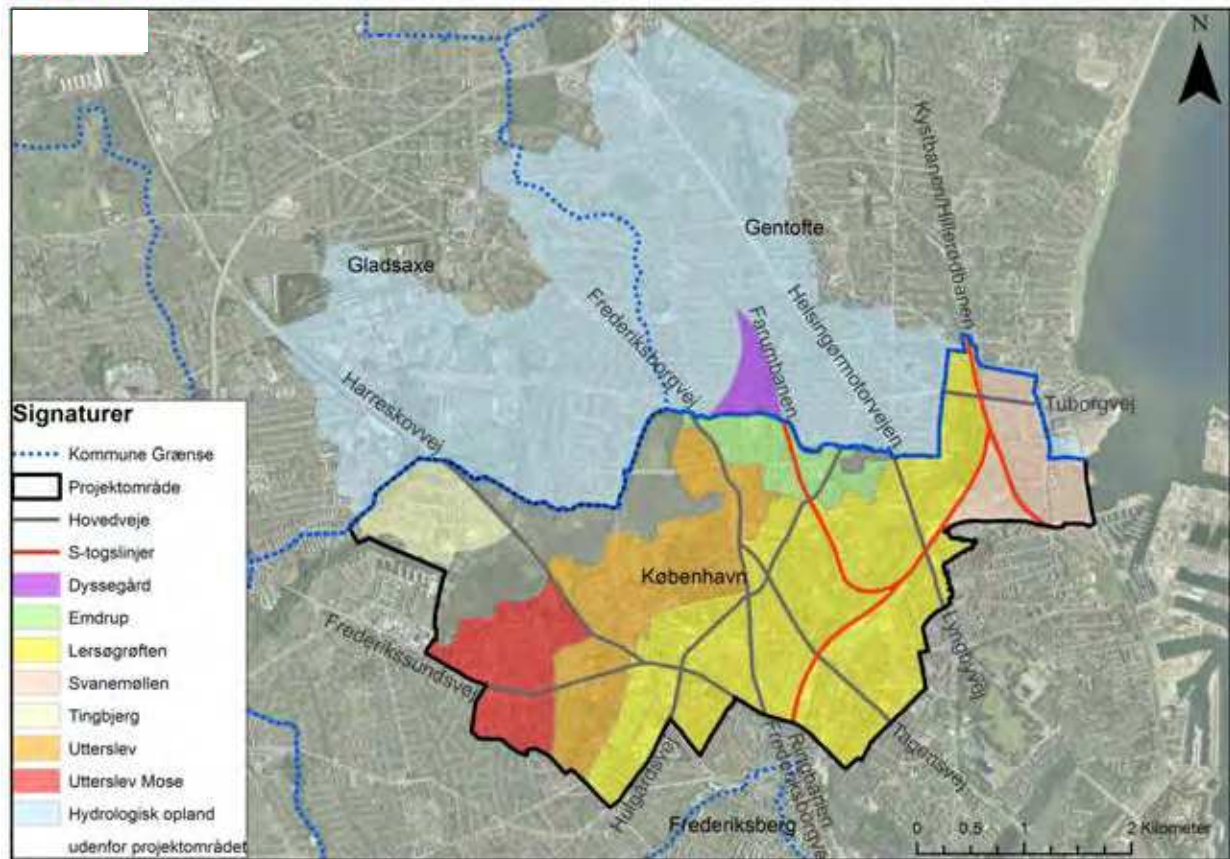 N
Kystbanen/Hillerødbanen
Gentofte
Gladsaxe
Frederiksborgvej
Farumbanen
Helsingørmotorvejen
Harreskovvej
Tuborgvej
Signaturer
Kommune Grænse
Projektområde
Hovedveje
S-togslinjer
Dyssegård
Emdrup
Lersøgrøften
Svanemøllen
Tingbjerg
Utterslev
Utterslev Mose
Hydrologisk opland
udenfor projektområdet
København
Frederikssundsvej
Lyngbyvej
Tagensvej
Hulgårdsvej
Ringbanen
Frederiksborgvej
Frederiksberg
0 0.5 1 2 Kilometer